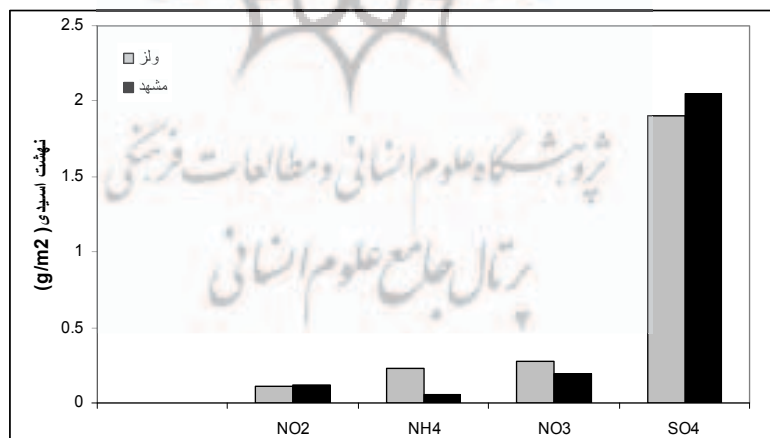 2.5
2
1.5
1
0.5
0
نهشت اسیدی( g/m2)
ولز
مشهد
پژوهشگاه علوم انسانی و مطالعات فرهنگی
پرتال جامع علوم انسانی
NO2 NH4 NO3 SO4